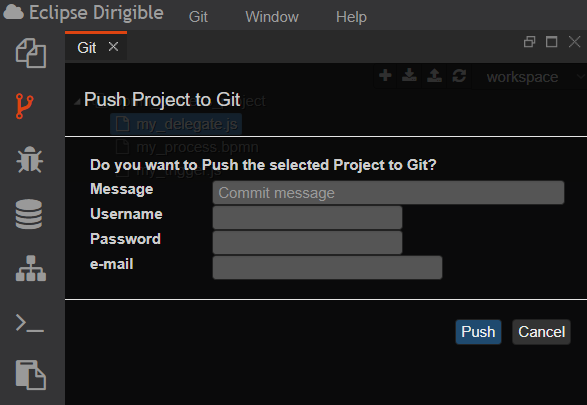 Eclipse Dirigible Git Window Help
Git
workspace
Push Project to Git
my_delegate.js
my_process.bpmn
Do you want to Push the selected Project to Git?
Message Commit message
Username
Password
e-mail
Push Cancel